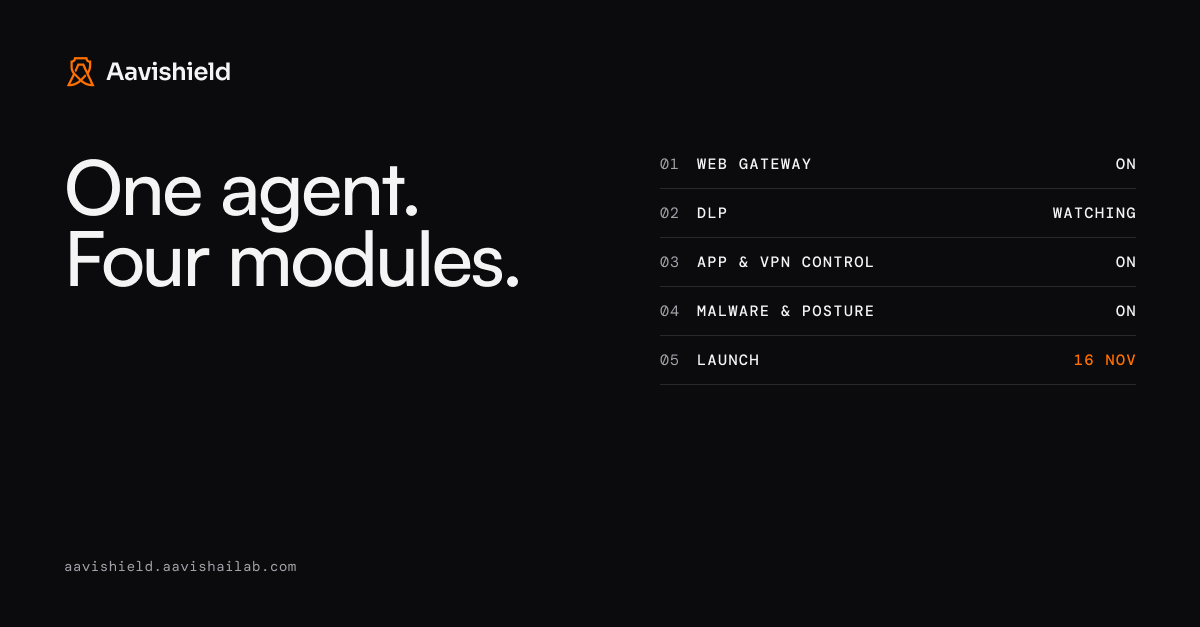 Aavishield
One agent.
Four modules.
01 WEB GATEWAY ON
02 DLP WATCHING
03 APP & VPN CONTROL ON
04 MALWARE & POSTURE ON
05 LAUNCH 16 NOV
aavishield.aavishailab.com